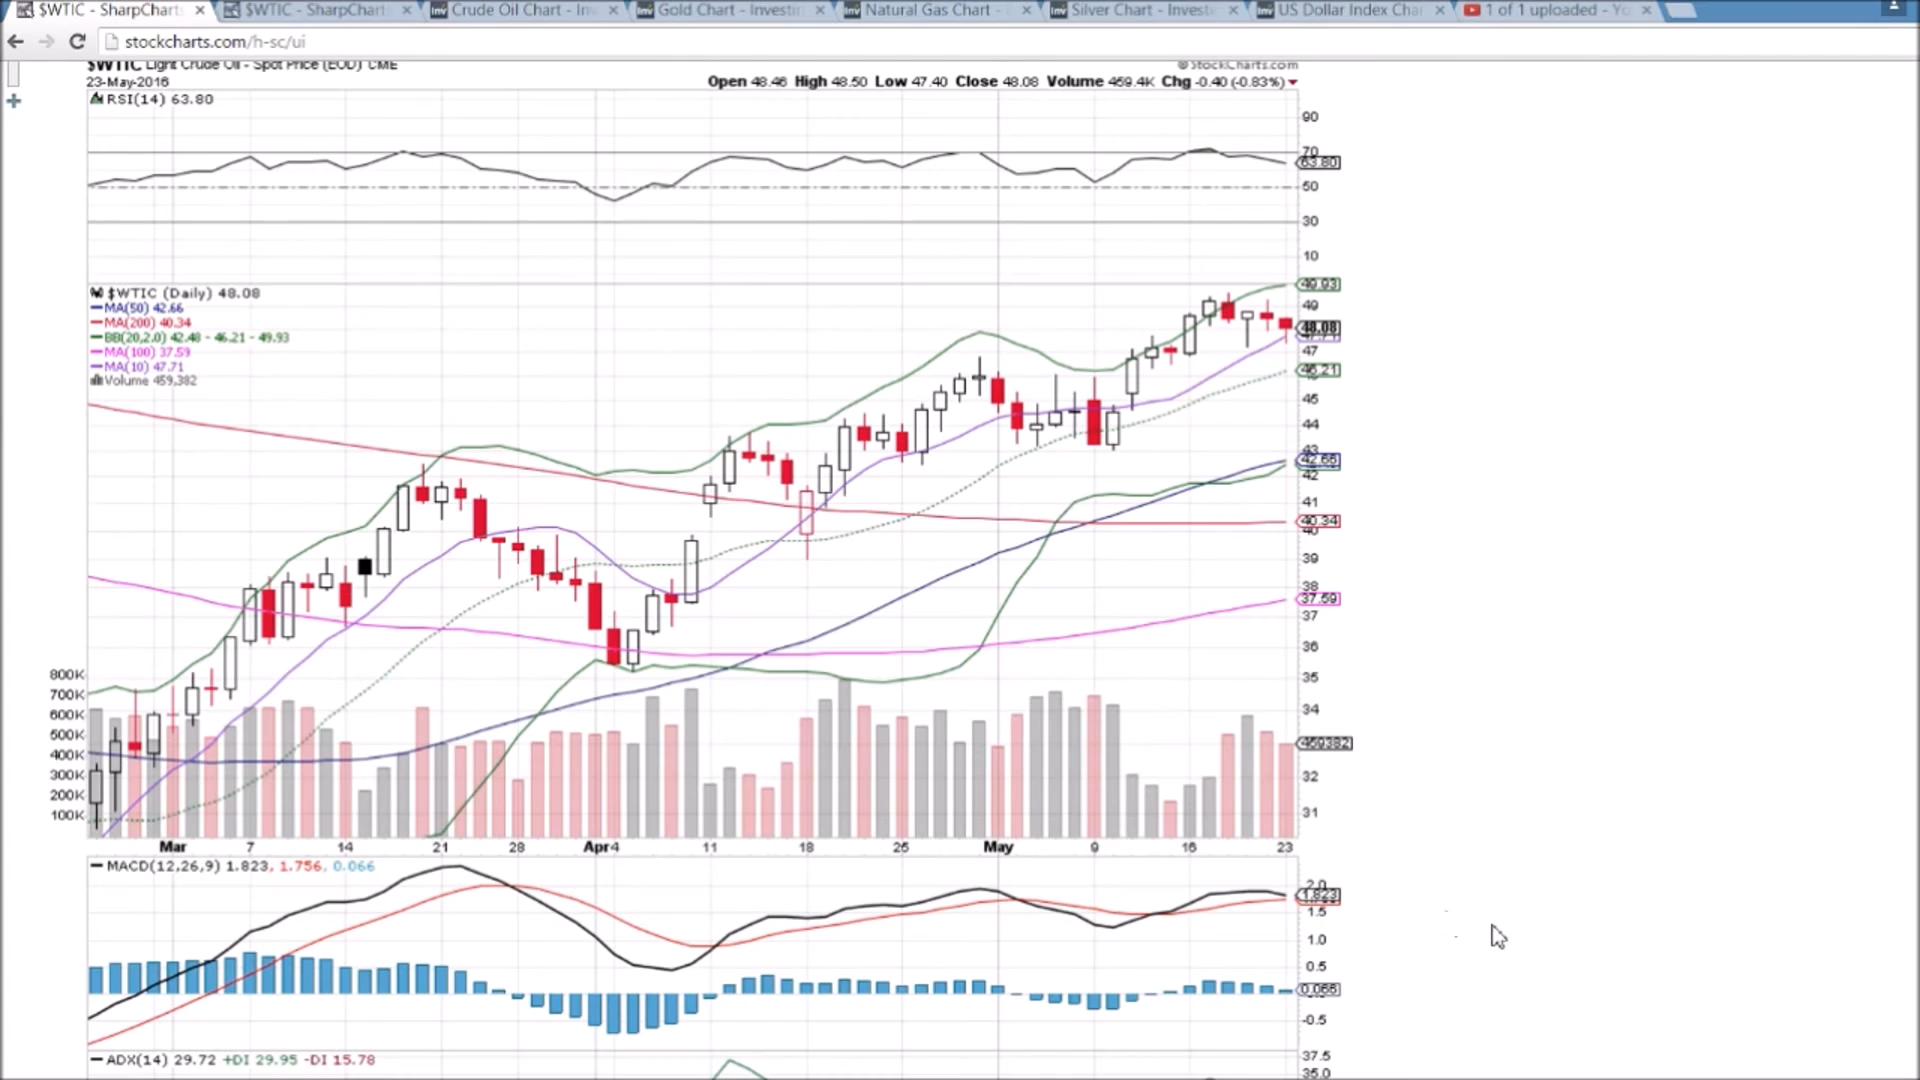 $WTIC - SharpChart
$WTIC - SharpChart
Crude Oil Chart - In
Gold Chart - Investin
Natural Gas Chart -
Silver Chart - Invest
US Dollar Index Cha
1 of 1 uploaded - Yo
stockcharts.com/h-sc/ui
$WTIC Light Crude Oil - Spot Price (EOD) CME
© StockCharts.com
23-May-2016
Open 48.46 High 48.50 Low 47.40 Close 48.08 Volume 459.4K Chg -0.40 (-0.83%)
RSI(14) 63.80
90
70
63.80
50
30
10
$WTIC (Daily) 48.08
MA(50) 42.66
MA(200) 40.34
BB(20,2.0) 42.48 - 46.21 - 49.93
MA(100) 37.59
MA(10) 47.71
Volume 459,382
49.93
49
48.08
47.71
47
46.21
45
44
43
42.66
42
41
40.34
40
39
38
37.59
37
36
35
34
459382
32
31
800K
700K
600K
500K
400K
300K
200K
100K
Mar 7 14 21 28 Apr 4 11 18 25 May 9 16 23
MACD(12,26,9) 1.823, 1.756, 0.066
2.0
1.823
1.5
1.0
0.5
0.066
-0.5
ADX(14) 29.72 +DI 29.95 -DI 15.78
37.5
35.0